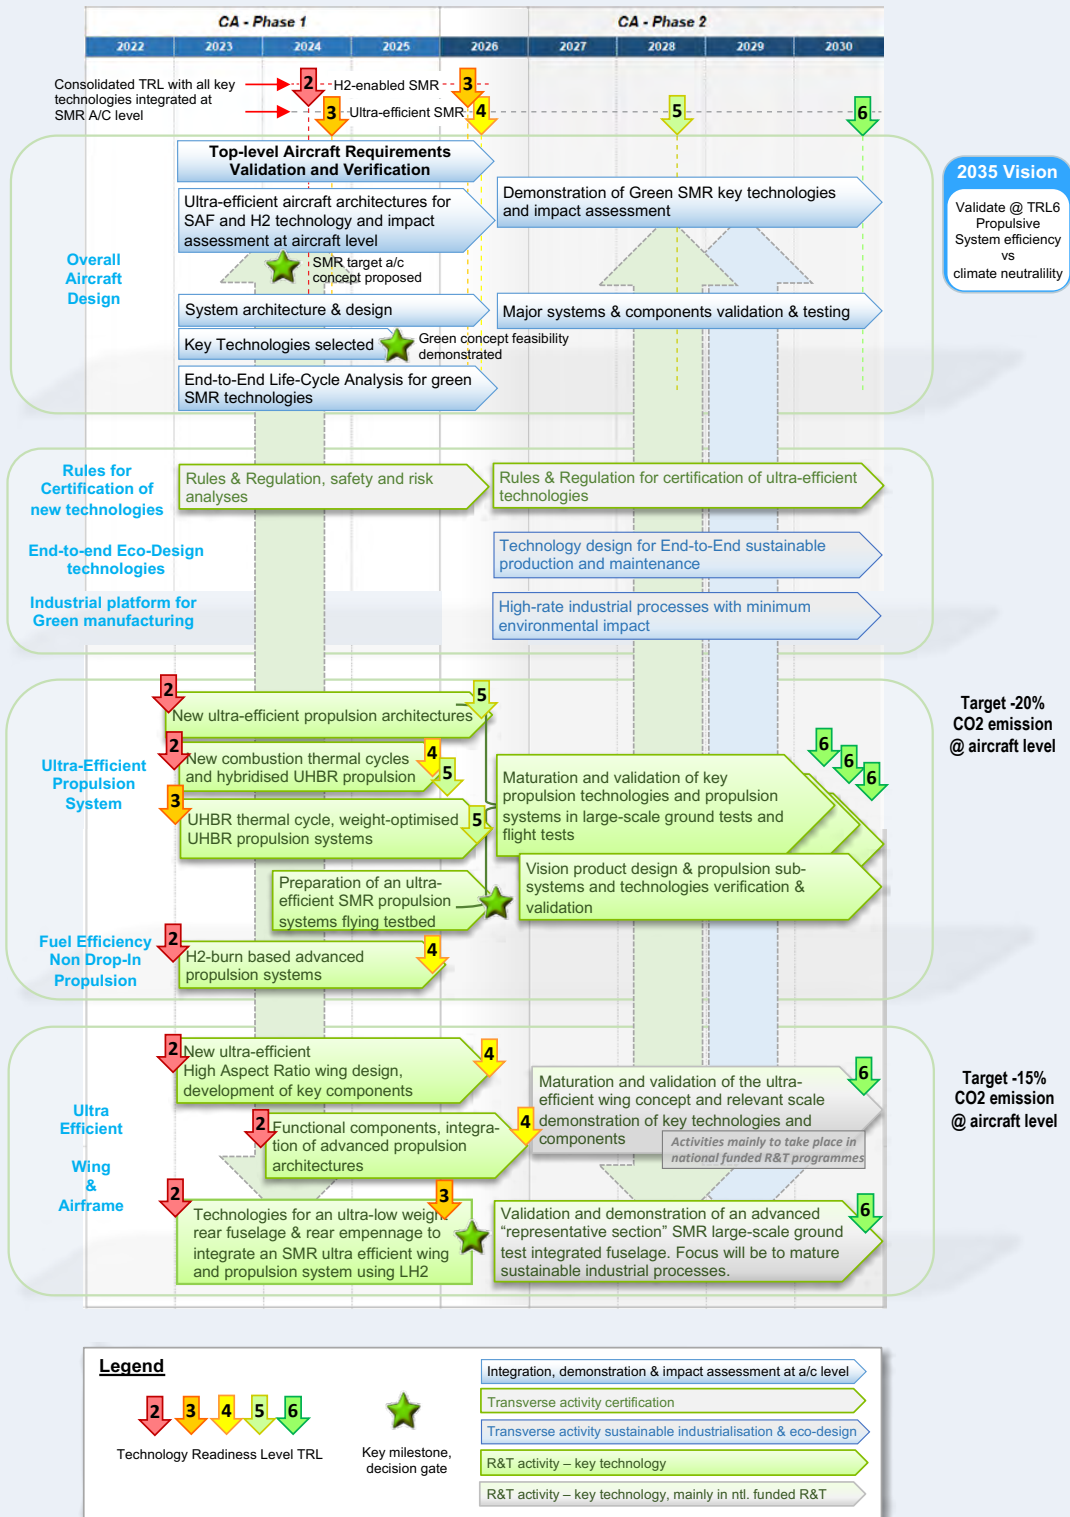 CA - Phase 1
CA - Phase 2
2022
2023
2024
2025
2026
2027
2028
2029
2030
Consolidated TRL with all key
technologies integrated at
SMR A/C level
2
H2-enabled SMR
3
3
Ultra-efficient SMR
4
5
6
Top-level Aircraft Requirements
Validation and Verification
Ultra-efficient aircraft architectures for
SAF and H2 technology and impact
assessment at aircraft level
Demonstration of Green SMR key technologies
and impact assessment
2035 Vision
Validate @ TRL6
Propulsive
System efficiency
vs
climate neutralility
Overall
Aircraft
Design
SMR target a/c
concept proposed
System architecture & design
Major systems & components validation & testing
Key Technologies selected
Green concept feasibility
demonstrated
End-to-End Life-Cycle Analysis for green
SMR technologies
Rules for
Certification of
new technologies
Rules & Regulation, safety and risk
analyses
Rules & Regulation for certification of ultra-efficient
technologies
End-to-end Eco-Design
technologies
Technology design for End-to-End sustainable
production and maintenance
Industrial platform for
Green manufacturing
High-rate industrial processes with minimum
environmental impact
2
5
New ultra-efficient propulsion architectures
Target -20%
CO2 emission
@ aircraft level
Ultra-Efficient
Propulsion
System
2
4
5
New combustion thermal cycles
and hybridised UHBR propulsion
3
5
UHBR thermal cycle, weight-optimised
UHBR propulsion systems
6
6
6
Maturation and validation of key
propulsion technologies and propulsion
systems in large-scale ground tests and
flight tests
Preparation of an ultra-
efficient SMR propulsion
systems flying testbed
Vision product design & propulsion sub-
systems and technologies verification &
validation
Fuel Efficiency
Non Drop-In
Propulsion
2
4
H2-burn based advanced
propulsion systems
2
4
New ultra-efficient
High Aspect Ratio wing design,
development of key components
6
Maturation and validation of the ultra-
efficient wing concept and relevant scale
demonstration of key technologies and
components
Activities mainly to take place in
national funded R&T programmes
Target -15%
CO2 emission
@ aircraft level
Ultra
Efficient
Wing
&
Airframe
2
4
Functional components, integra-
tion of advanced propulsion
architectures
2
3
Technologies for an ultra-low weight
rear fuselage & rear empennage to
integrate an SMR ultra efficient wing
and propulsion system using LH2
6
Validation and demonstration of an advanced
“representative section” SMR large-scale ground
test integrated fuselage. Focus will be to mature
sustainable industrial processes.
Legend
2
3
4
5
6
Technology Readiness Level TRL
Key milestone,
decision gate
Integration, demonstration & impact assessment at a/c level
Transverse activity certification
Transverse activity sustainable industrialisation & eco-design
R&T activity – key technology
R&T activity – key technology, mainly in ntl. funded R&T